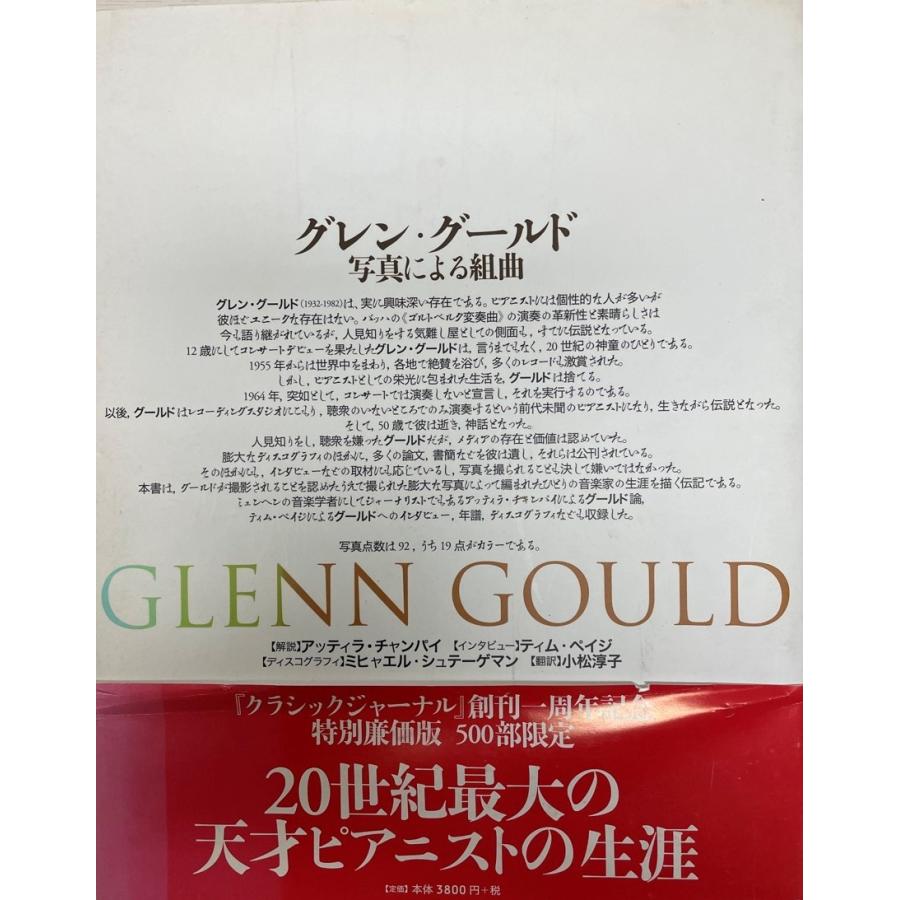 グレン・グールド
写真による組曲
グレン・グールド(1932-1982)は、実に興味深い存在である。ピアニストには個性的な人が多いが
彼ほどユニークな存在はない。バッハの《ゴルトベルク変奏曲》の演奏の革新性と素晴らしさは
今も語り継がれているが、人見知りをする気難し屋としての側面も、すでに伝説となっている。
12歳にしてコンサートデビューを果たしたグレン・グールドは、言うまでもなく、20世紀の神童のひとりである。
1955年からは世界中をまわり、各地で絶賛を浴び、多くのレコードも激賞された。
しかし、ピアニストとしての栄光に包まれた生活を、グールドは捨てる。
1964年、突如として、コンサートでは演奏しないと宣言し、それを実行するのである。
以後、グールドはレコーディングスタジオにこもり、聴衆のいないところでのみ演奏するという前代未聞のピアニストになり、生きながら伝説となった。
そして、50歳で彼は逝き、神話となった。
人見知りをし、聴衆を嫌ったグールドだが、メディアの存在と価値は認めていた。
膨大なディスコグラフィのほかに、多くの論文、書簡などを彼は遺し、それらは公刊されている。
そのほかにも、インタビューなどの取材にも応じているし、写真を撮られることも決して嫌いではなかった。
本書は、グールドが撮影されることを認めたうえで撮られた膨大な写真によって編まれたひとりの音楽家の生涯を描く伝記である。
ミュンヘンの音楽学者にしてジャーナリストでもあるアッティラ・チャンパイによるグールド論、
ティム・ペイジによるグールドへのインタビュー、年譜、ディスコグラフィなども収録した。
写真点数は92、うち19点がカラーである。
GLENN GOULD
【解説】アッティラ・チャンパイ 【インタビュー】ティム・ペイジ
【ディスコグラフィ】ミヒャエル・シュテーゲマン 【翻訳】小松淳子
『クラシックジャーナル』創刊一周年記念
特別廉価版 500部限定
20世紀最大の
天才ピアニストの生涯
【定価】本体3800円+税